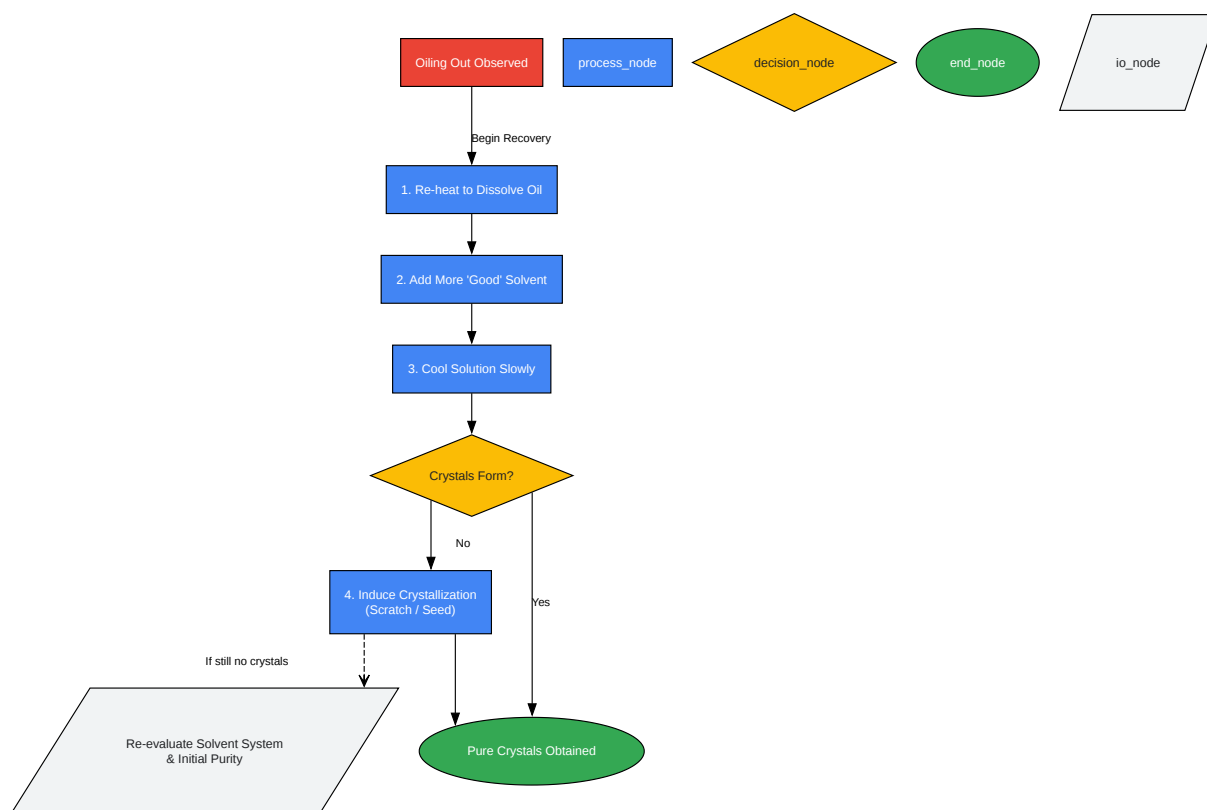 Oiling Out Observed
process_node
decision_node
end_node
io_node
Begin Recovery
1. Re-heat to Dissolve Oil
2. Add More 'Good' Solvent
3. Cool Solution Slowly
Crystals Form?
No
4. Induce Crystallization
(Scratch / Seed)
Yes
If still no crystals
Re-evaluate Solvent System
& Initial Purity
Pure Crystals Obtained